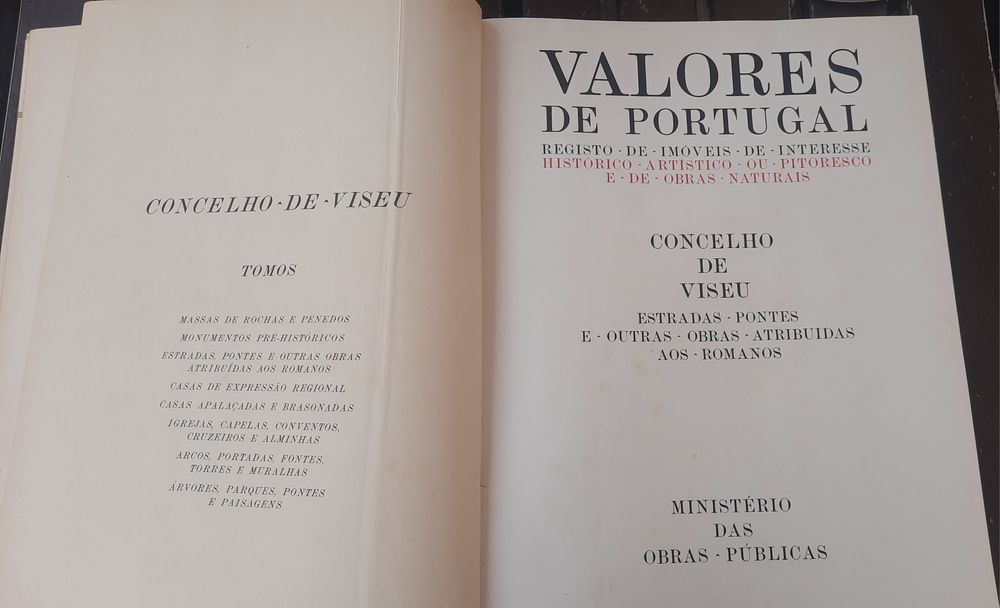 CONCELHO-DE-VISEU
TOMOS
MASSAS DE ROCHAS E PENEDOS
MONUMENTOS PRÉ-HISTÓRICOS
ESTRADAS, PONTES E OUTRAS OBRAS
ATRIBUÍDAS AOS ROMANOS
CASAS DE EXPRESSÃO REGIONAL
CASAS APALAÇADAS E BRASONADAS
IGREJAS, CAPELAS, CONVENTOS,
CRUZEIROS E ALMINHAS
ARCOS, PORTADAS, FONTES,
TORRES E MURALHAS
ÁRVORES, PARQUES, PONTES
E PAISAGENS
VALORES
DE PORTUGAL
REGISTO-DE-IMÓVEIS-DE-INTERESSE
HISTÓRICO-ARTISTICO-OU-PITORESCO
E-DE-OBRAS-NATURAIS
CONCELHO
DE
VISEU
ESTRADAS-PONTES
E-OUTRAS-OBRAS-ATRIBUIDAS
AOS-ROMANOS
MINISTÉRIO
DAS
OBRAS-PÚBLICAS